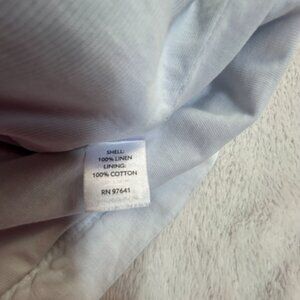 SHELL:
100% LINEN
LINING:
100% COTTON
RN 97641